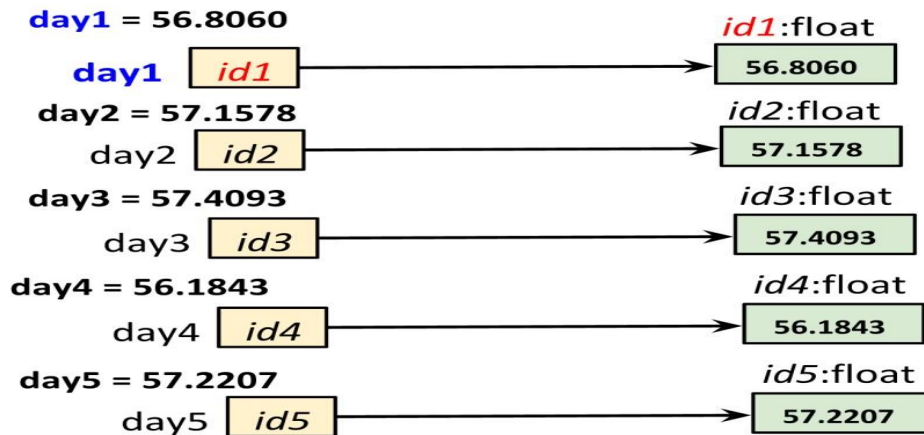 day1 = 56.8060
id1:float
day1 id1 56.8060
day2 = 57.1578
id2:float
day2 id2 57.1578
day3 = 57.4093
id3:float
day3 id3 57.4093
day4 = 56.1843
id4:float
day4 id4 56.1843
day5 = 57.2207
id5:float
day5 id5 57.2207